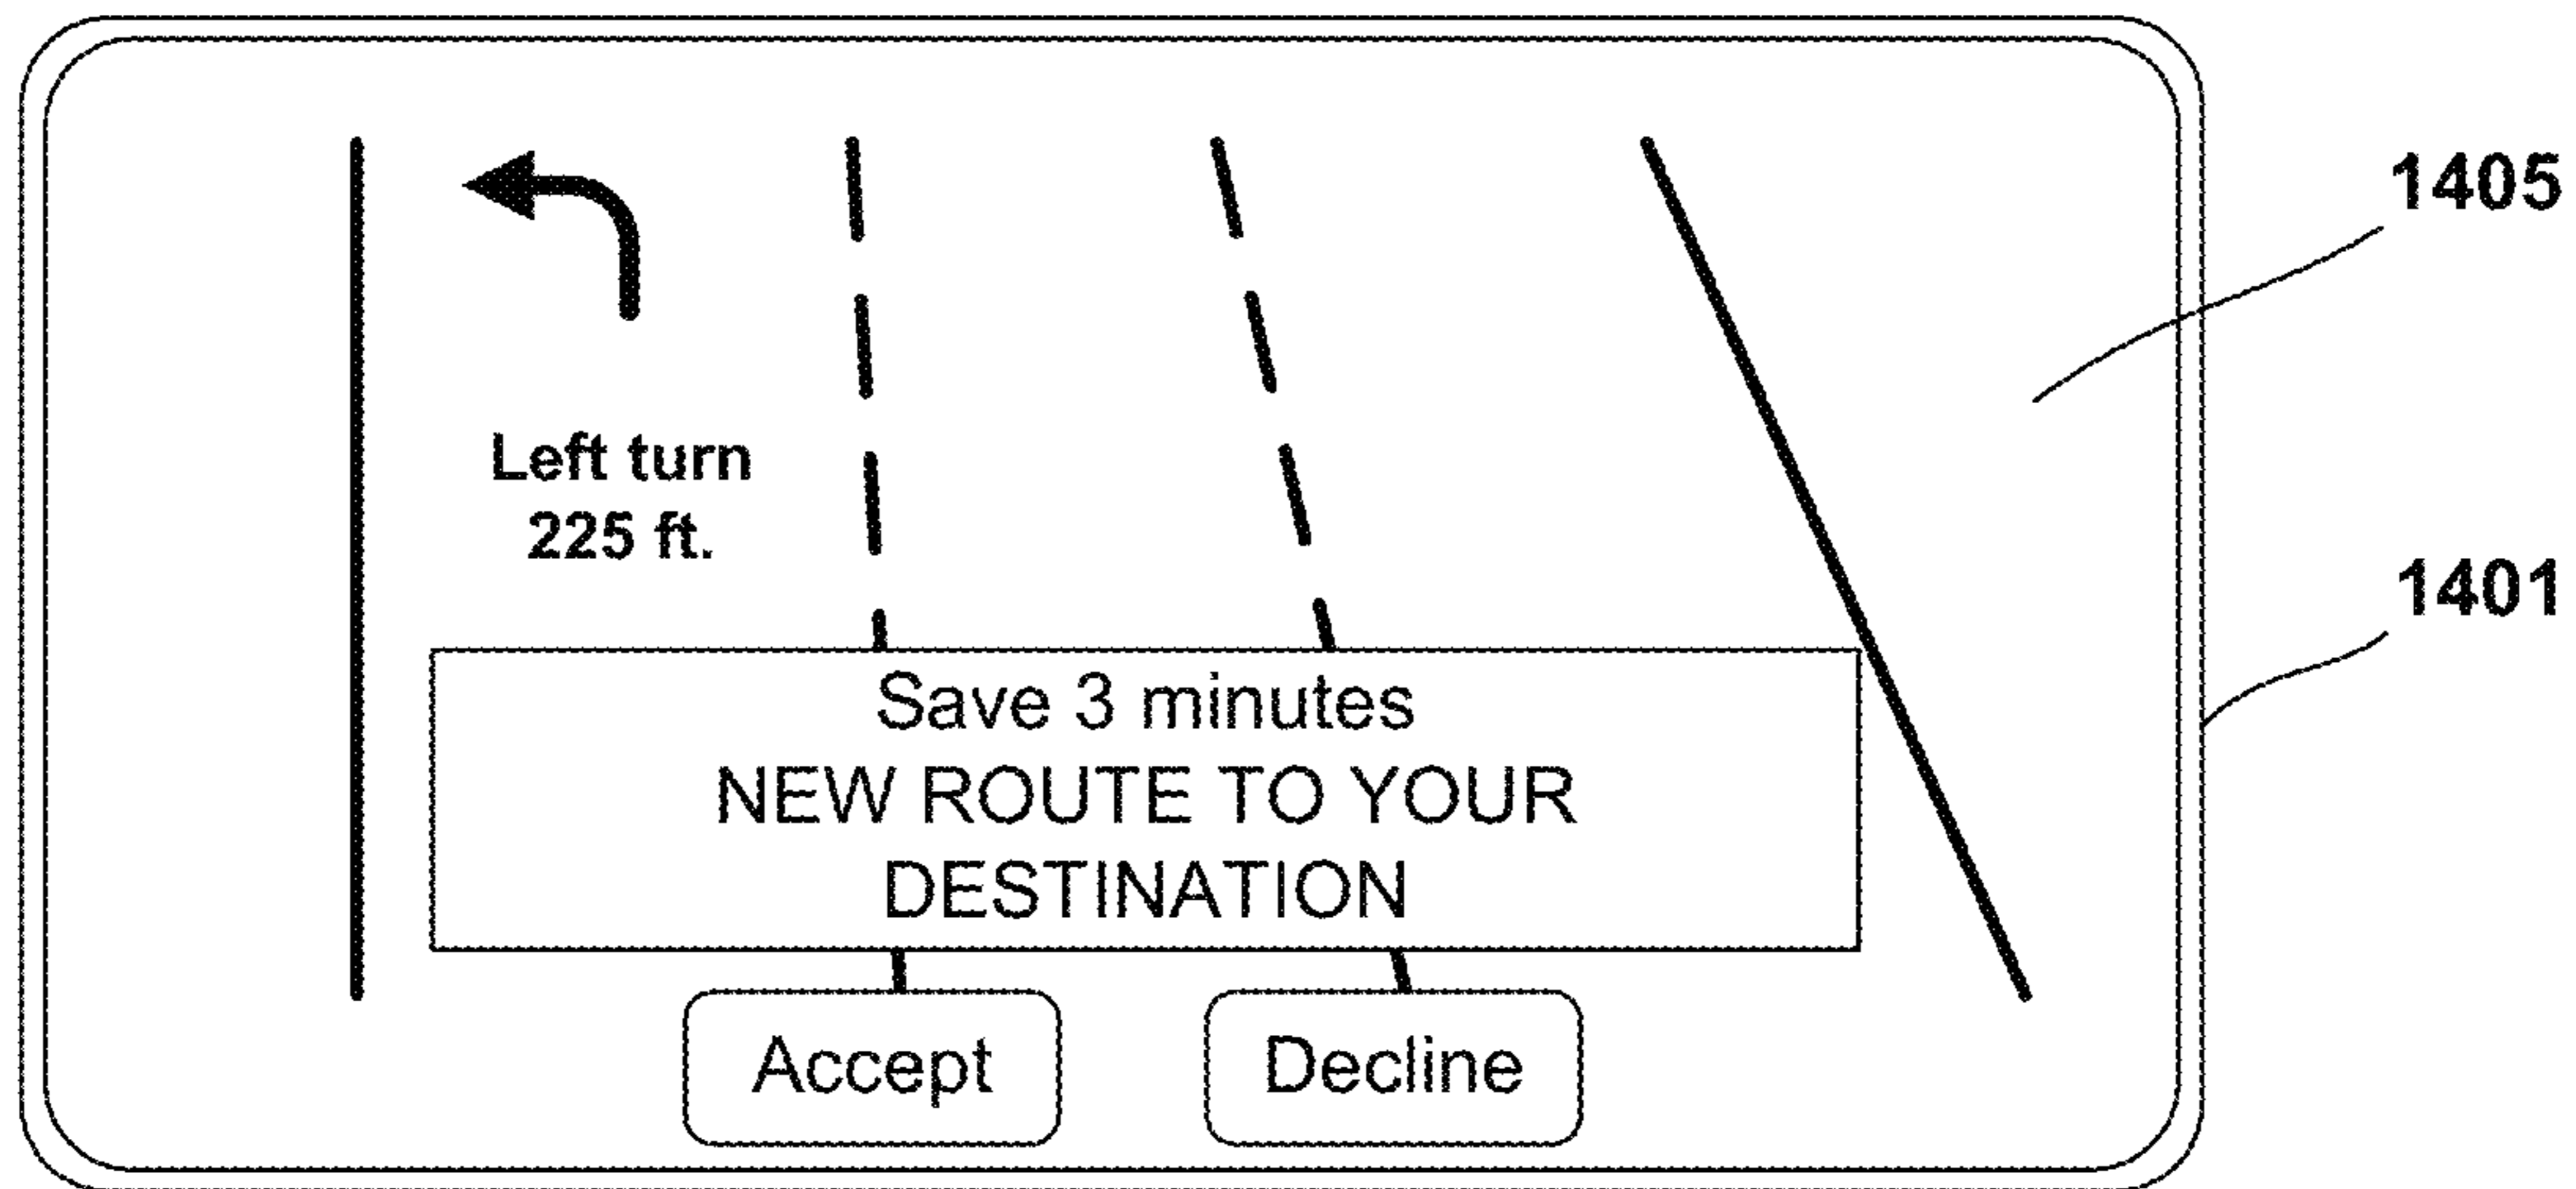 1405
Left turn
225 ft.
1401
Save 3 minutes
NEW ROUTE TO YOUR
DESTINATION
Accept
Decline